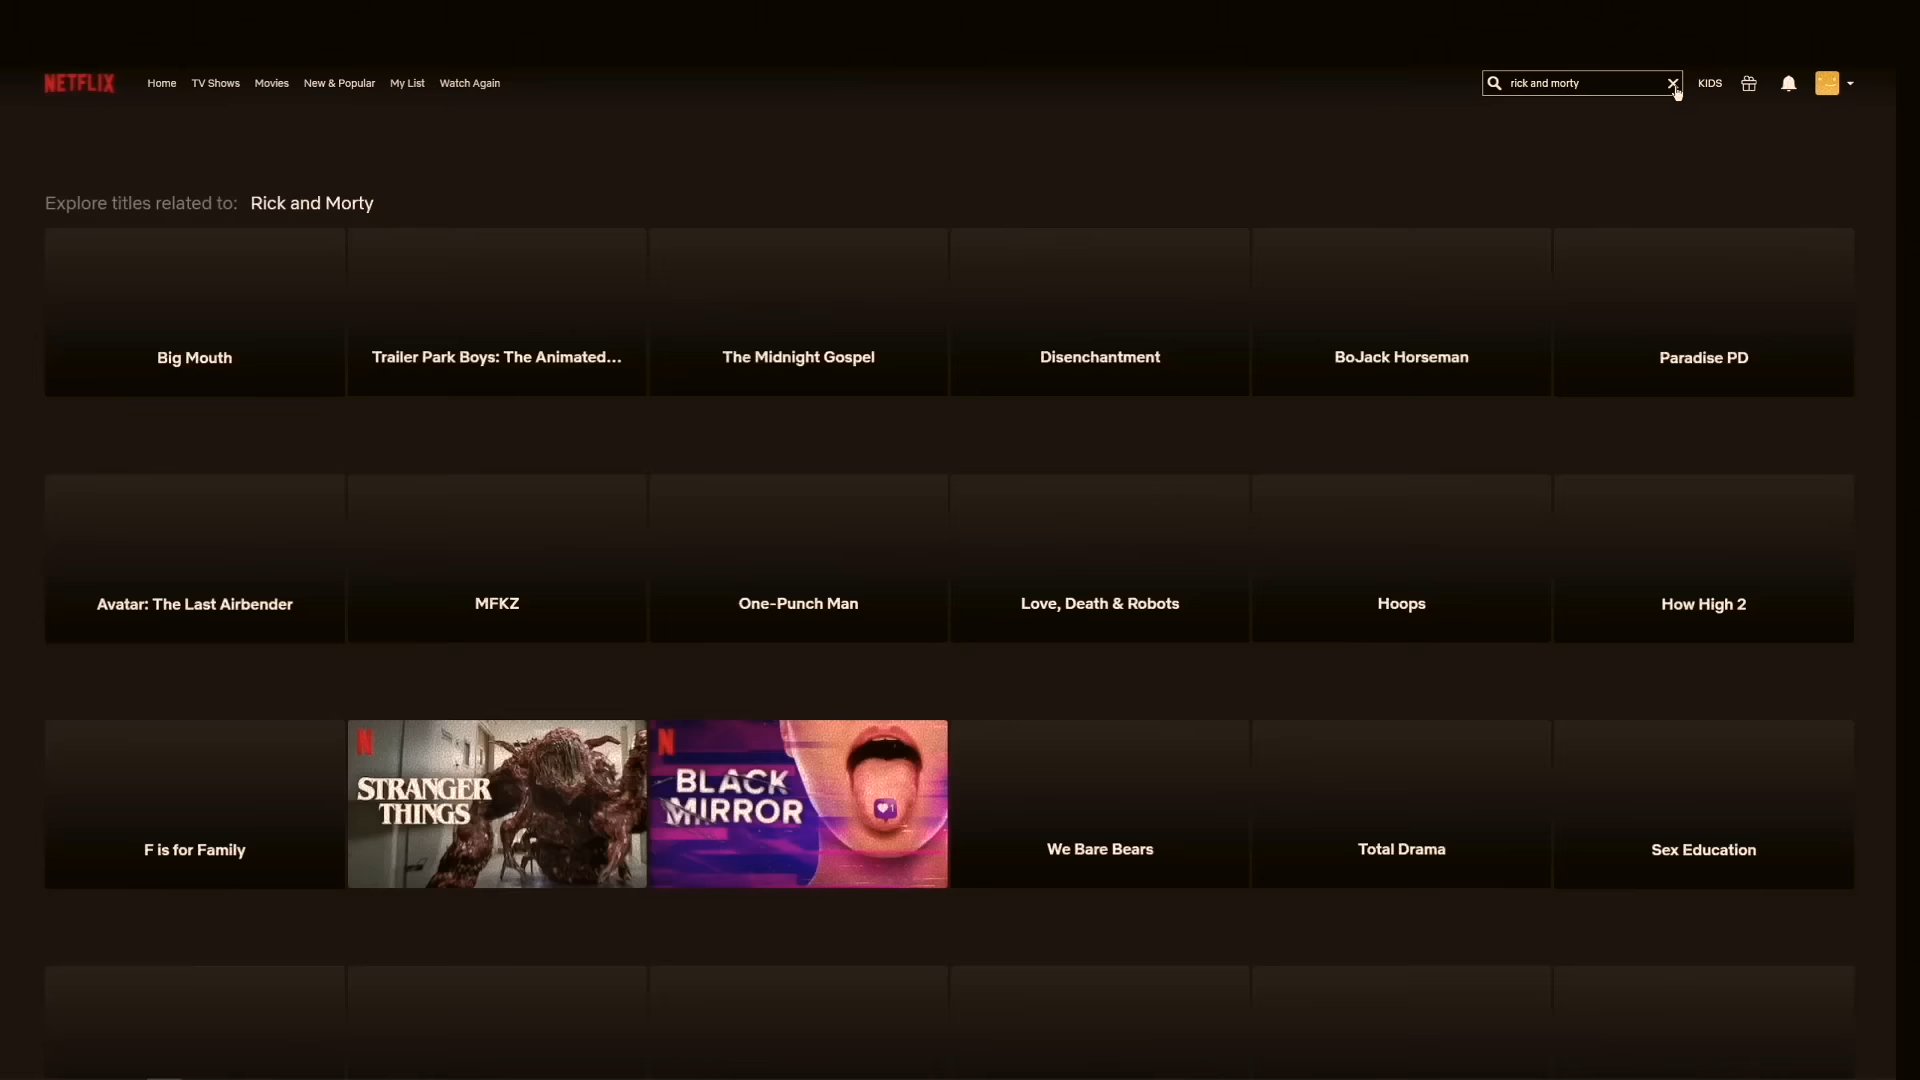 NETFLIX Home TV Shows Movies New & Popular My List Watch Again rick and morty KIDS
Explore titles related to: Rick and Morty
Big Mouth Trailer Park Boys: The Animated... The Midnight Gospel Disenchantment BoJack Horseman Paradise PD
Avatar: The Last Airbender MFKZ One-Punch Man Love, Death & Robots Hoops How High 2
N N
STRANGER THINGS
BLACK MIRROR
1
F is for Family We Bare Bears Total Drama Sex Education